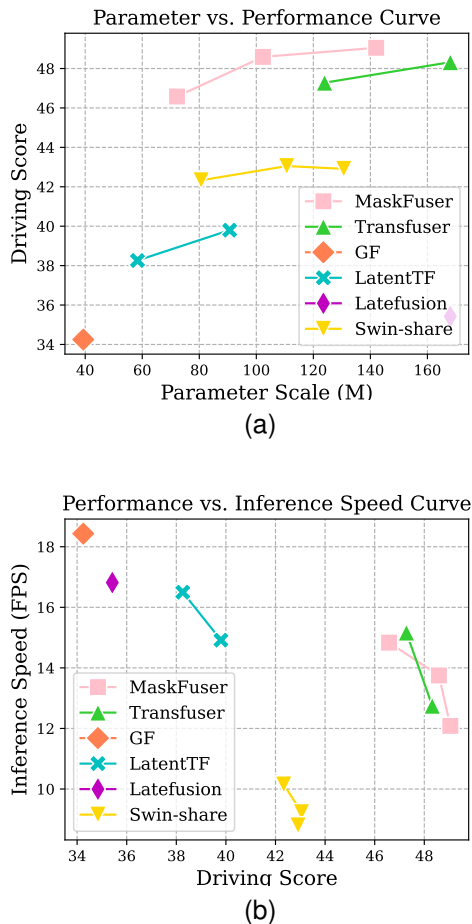 Parameter vs. Performance Curve
48
46
44
42
40
38
36
34
Driving Score
MaskFuser
Transfuser
GF
LatentTF
Latefusion
Swin-share
40 60 80 100 120 140 160
Parameter Scale (M)
(a)
Performance vs. Inference Speed Curve
18
16
14
12
10
Inference Speed (FPS)
MaskFuser
Transfuser
GF
LatentTF
Latefusion
Swin-share
34 36 38 40 42 44 46 48
Driving Score
(b)